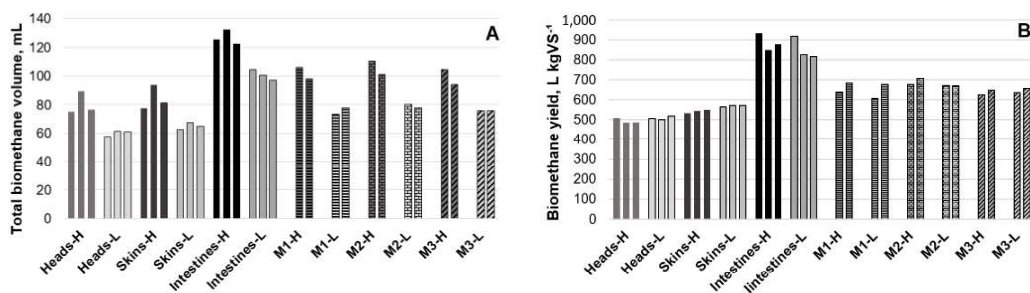 A
Total biomethane volume, mL
140
120
100
80
60
40
20
0
Heads-H
Heads-L
Skins-H
Skins-L
Intestines-H
Intestines-L
M1-H
M1-L
M2-H
M2-L
M3-H
M3-L
B
Biomethane yield, L kgVS⁻¹
1,000
900
800
700
600
500
400
300
200
100
0
Heads-H
Heads-L
Skins-H
Skins-L
Intestines-H
Iintestines-L
M1-H
M1-L
M2-H
M2-L
M3-H
M3-L